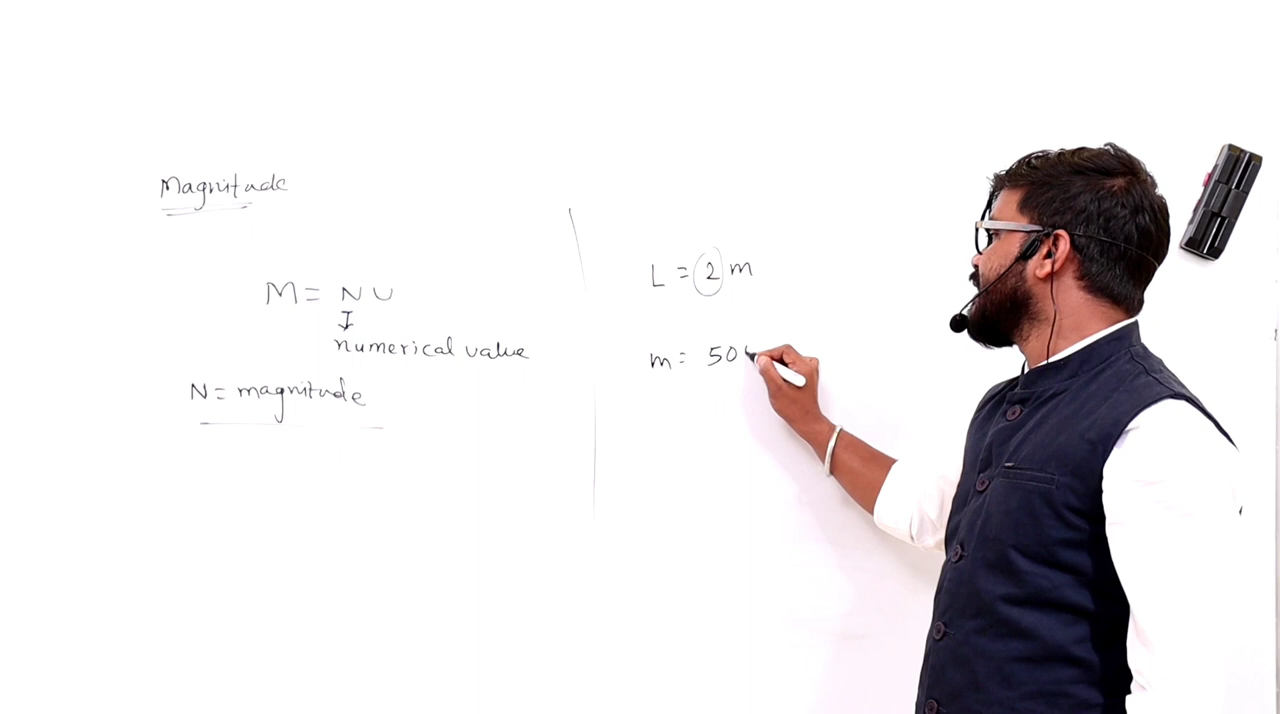 Magnitude
M = N U
numerical value
N = magnitude
L = 2 m
m = 50